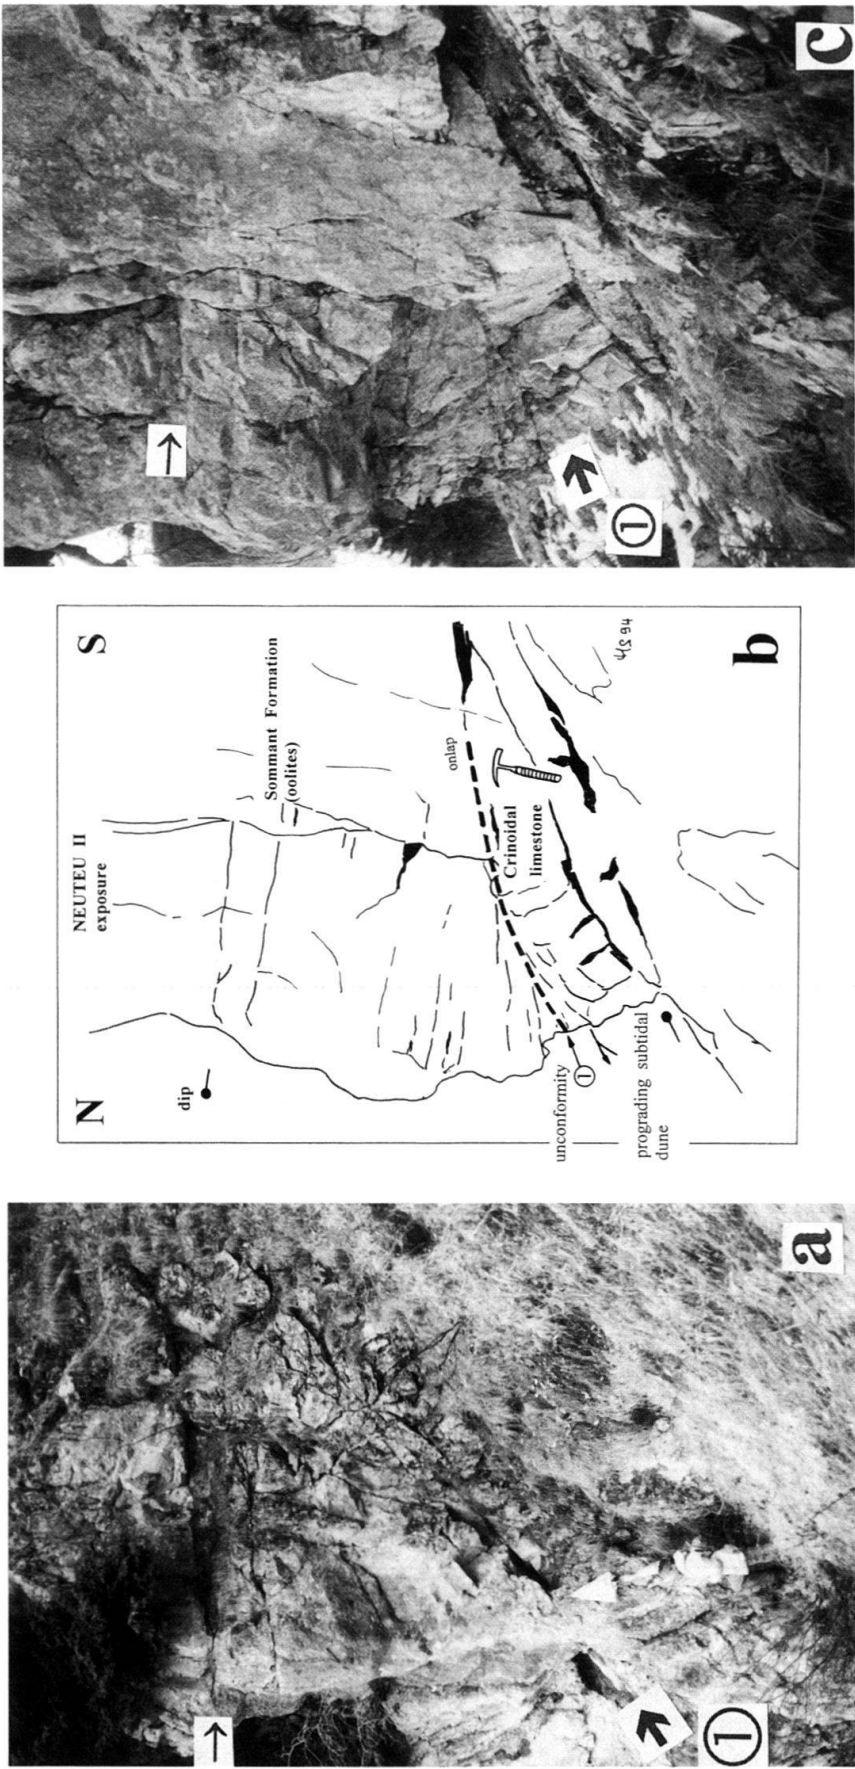 a
①
N
S
NEUTEU II
exposure
dip
Sommant Formation
(oolites)
onlap
Crinoidal
limestone
unconformity
①
prograding subtidal
dune
b
c
①